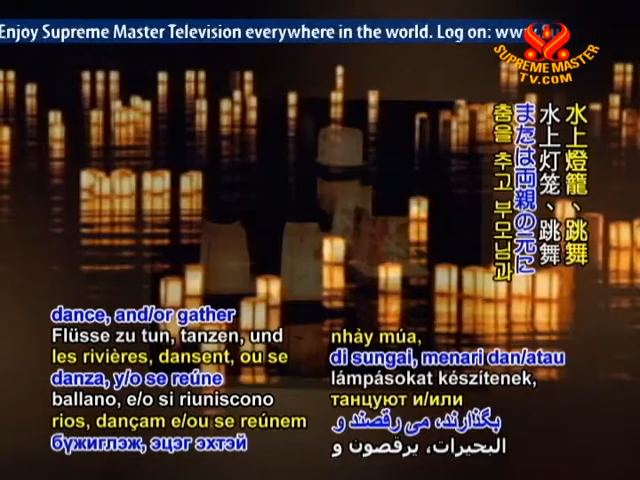 Enjoy Supreme Master Television everywhere in the world. Log on: www.
SUPREME MASTER
TV.COM
水上燈籠、跳舞
水上灯笼、跳舞
または両親の元に
춤을 추고 부모님과
dance, and/or gather
Flüsse zu tun, tanzen, und
les rivières, dansent, ou se
danza, y/o se reúne
ballano, e/o si riuniscono
rios, dançam e/ou se reúnem
бүжиглэж, эцэг эхтэй
nhảy múa,
di sungai, menari dan/atau
lámpásokat készítenek,
танцуют и/или
بگذارند، می رقصند و
البحيرات، يرقصون و